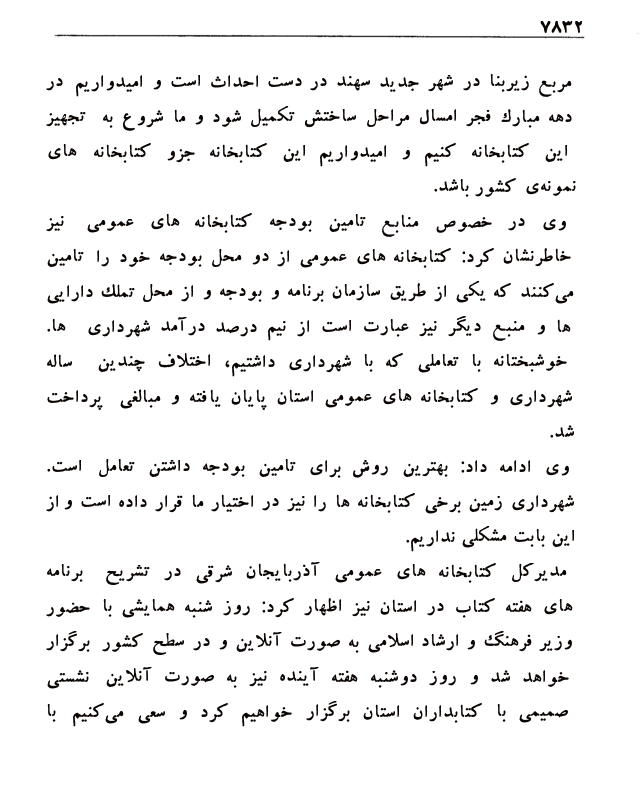 ۷۸۳۲
مربع زیربنا در شهر جدید سهند در دست احداث است و امیدواریم در
دهه مبارك فجر امسال مراحل ساختش تکمیل شود و ما شروع به تجهیز
این کتابخانه کنیم و امیدواریم این کتابخانه جزو کتابخانه های
نمونه‌ی کشور باشد.
وی در خصوص منابع تامین بودجه کتابخانه های عمومی نیز
خاطرنشان کرد: کتابخانه های عمومی از دو محل بودجه خود را تامین
می‌کنند که یکی از طریق سازمان برنامه و بودجه و از محل تملك دارایی
ها و منبع دیگر نیز عبارت است از نیم درصد درآمد شهرداری ها.
خوشبختانه با تعاملی که با شهرداری داشتیم، اختلاف چندین ساله
شهرداری و کتابخانه های عمومی استان پایان یافته و مبالغی پرداخت
شد.
وی ادامه داد: بهترین روش برای تامین بودجه داشتن تعامل است.
شهرداری زمین برخی کتابخانه ها را نیز در اختیار ما قرار داده است و از
این بابت مشکلی نداریم.
مدیرکل کتابخانه های عمومی آذربایجان شرقی در تشریح برنامه
های هفته کتاب در استان نیز اظهار کرد: روز شنبه همایشی با حضور
وزیر فرهنگ و ارشاد اسلامی به صورت آنلاین و در سطح کشور برگزار
خواهد شد و روز دوشنبه هفته آینده نیز به صورت آنلاین نشستی
صمیمی با کتابداران استان برگزار خواهیم کرد و سعی می‌کنیم با